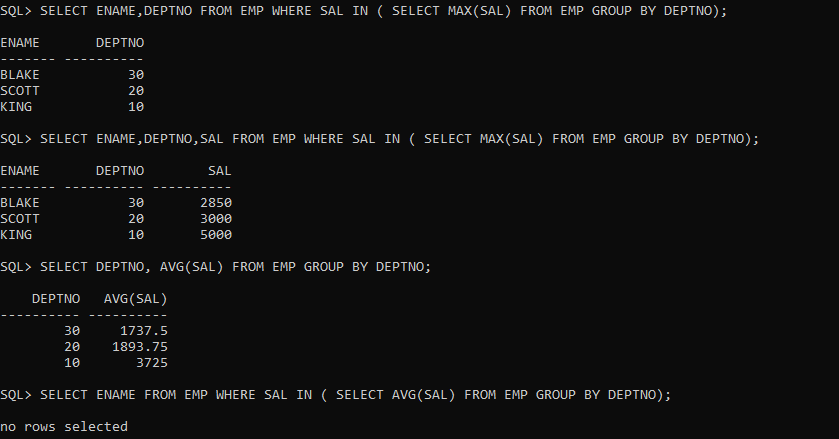 SQL> SELECT ENAME,DEPTNO FROM EMP WHERE SAL IN ( SELECT MAX(SAL) FROM EMP GROUP BY DEPTNO);
ENAME       DEPTNO
------- ----------
BLAKE           30
SCOTT           20
KING            10
SQL> SELECT ENAME,DEPTNO,SAL FROM EMP WHERE SAL IN ( SELECT MAX(SAL) FROM EMP GROUP BY DEPTNO);
ENAME       DEPTNO        SAL
------- ---------- ----------
BLAKE           30       2850
SCOTT           20       3000
KING            10       5000
SQL> SELECT DEPTNO, AVG(SAL) FROM EMP GROUP BY DEPTNO;
    DEPTNO   AVG(SAL)
---------- ----------
        30     1737.5
        20    1893.75
        10       3725
SQL> SELECT ENAME FROM EMP WHERE SAL IN ( SELECT AVG(SAL) FROM EMP GROUP BY DEPTNO);
no rows selected